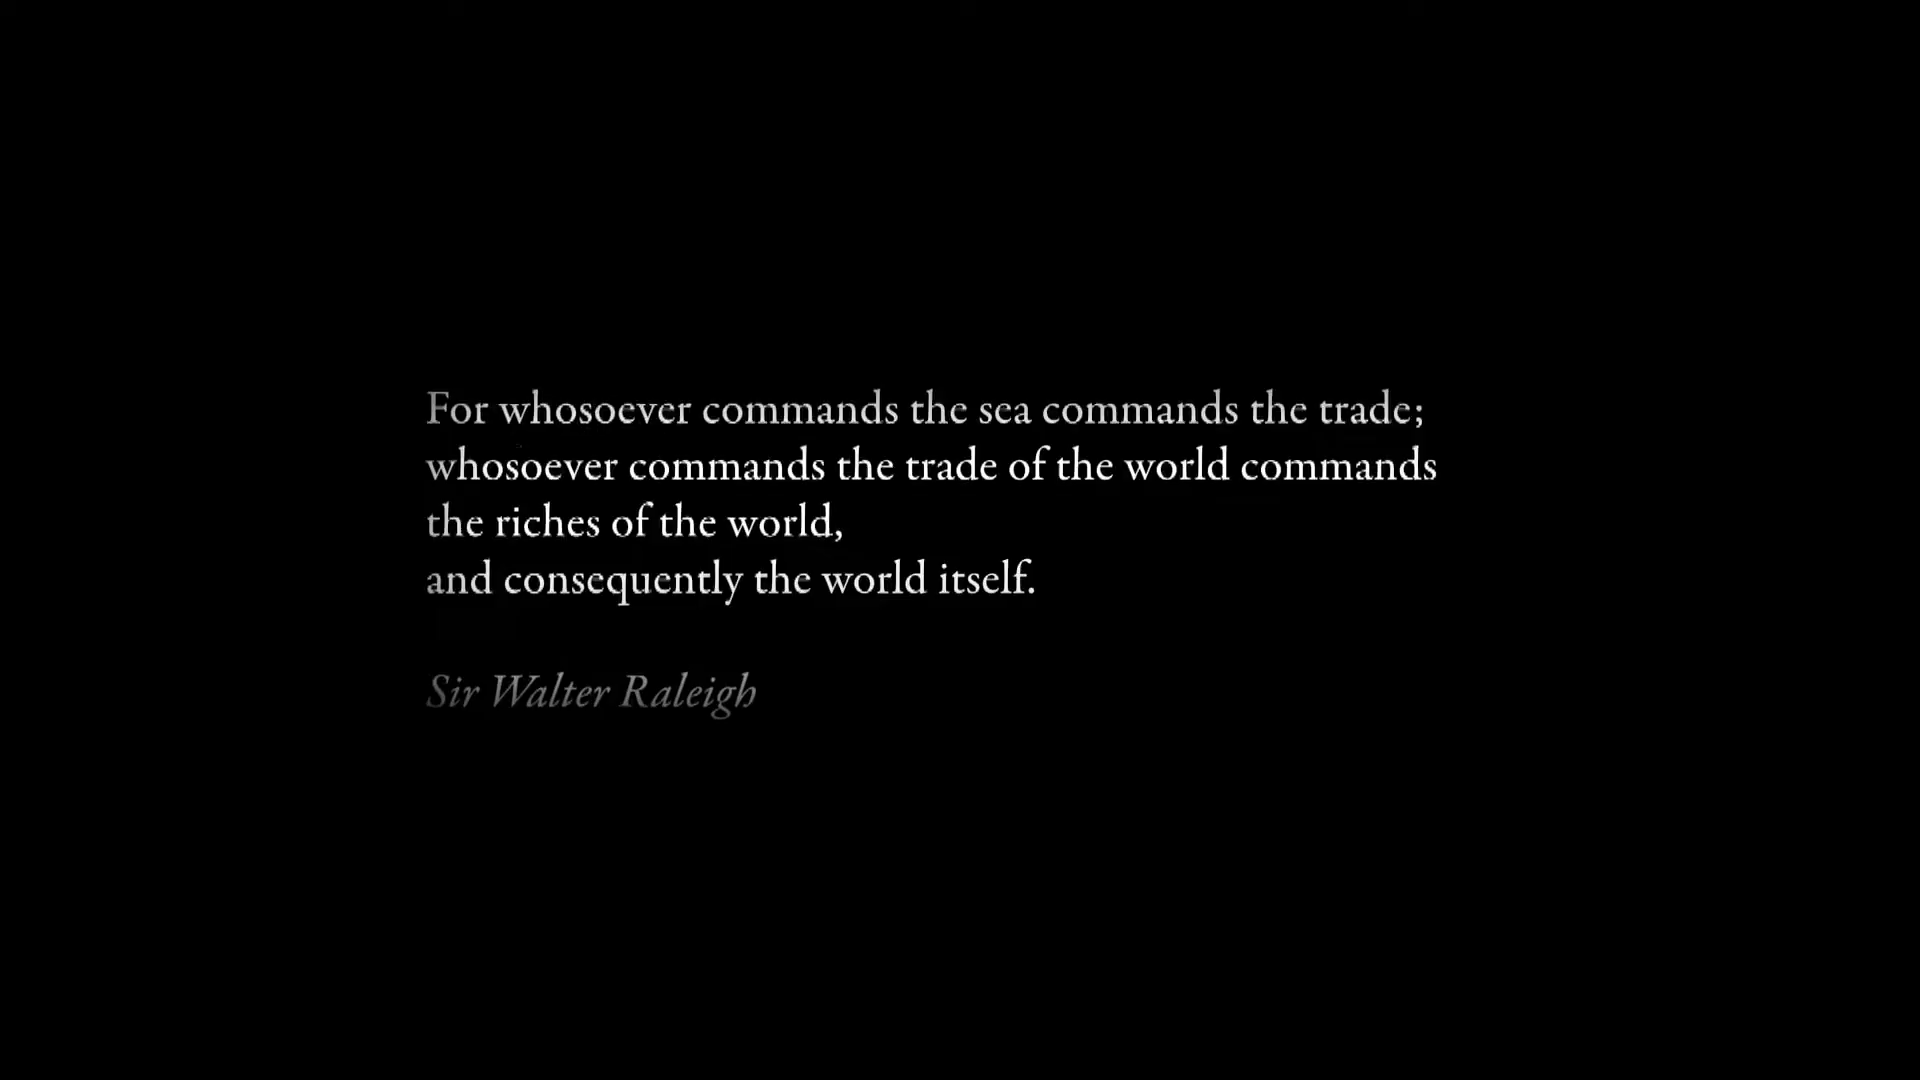 For whosoever commands the sea commands the trade;
whosoever commands the trade of the world commands
the riches of the world,
and consequently the world itself.
Sir Walter Raleigh